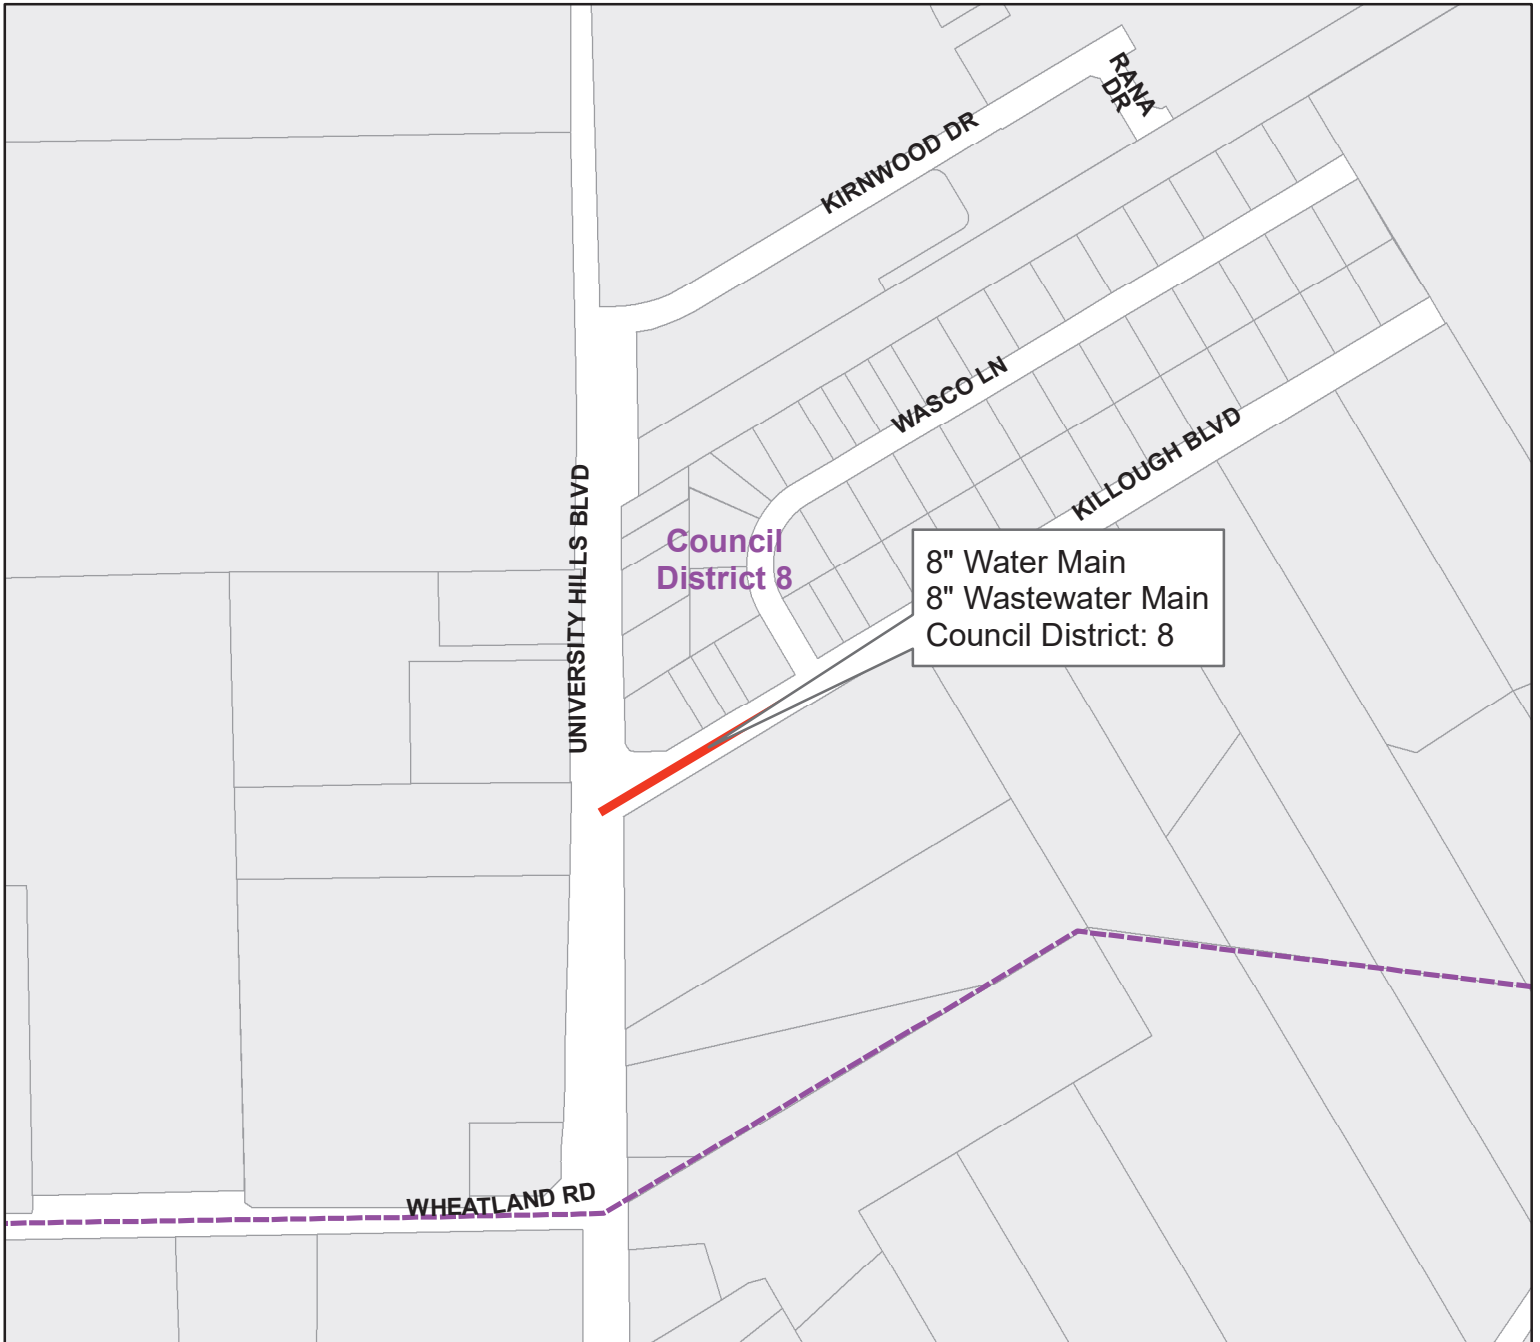 RANA
DR
KIRNWOOD DR
WASCO LN
KILLOUGH BLVD
UNIVERSITY HILLS BLVD
Council
District 8
8" Water Main
8" Wastewater Main
Council District: 8
WHEATLAND RD